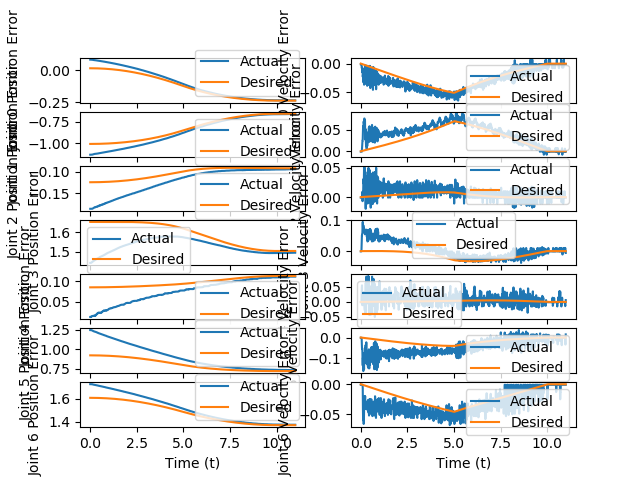 Actual
Desired
0.00
−0.25
Actual
Desired
0.00
−0.05
Actual
Desired
−0.75
−1.00
Actual
Desired
0.05
0.00
Joint 2 Position Error
Actual
Desired
−0.10
−0.15
Actual
Desired
0.05
0.00
Joint 3 Position Error
Actual
Desired
1.6
1.5
Actual
Desired
0.1
0.0
Actual
Desired
0.10
0.05
Actual
Desired
0.05
0.00
−0.05
Joint 5 Position Error
Actual
Desired
1.25
1.00
0.75
Actual
Desired
0.0
−0.1
Joint 6 Position Error
Actual
Desired
1.6
1.4
0.0
2.5
5.0
7.5
10.0
Time (t)
Joint 6 Velocity Error
Actual
Desired
0.00
−0.05
0.0
2.5
5.0
7.5
10.0
Time (t)